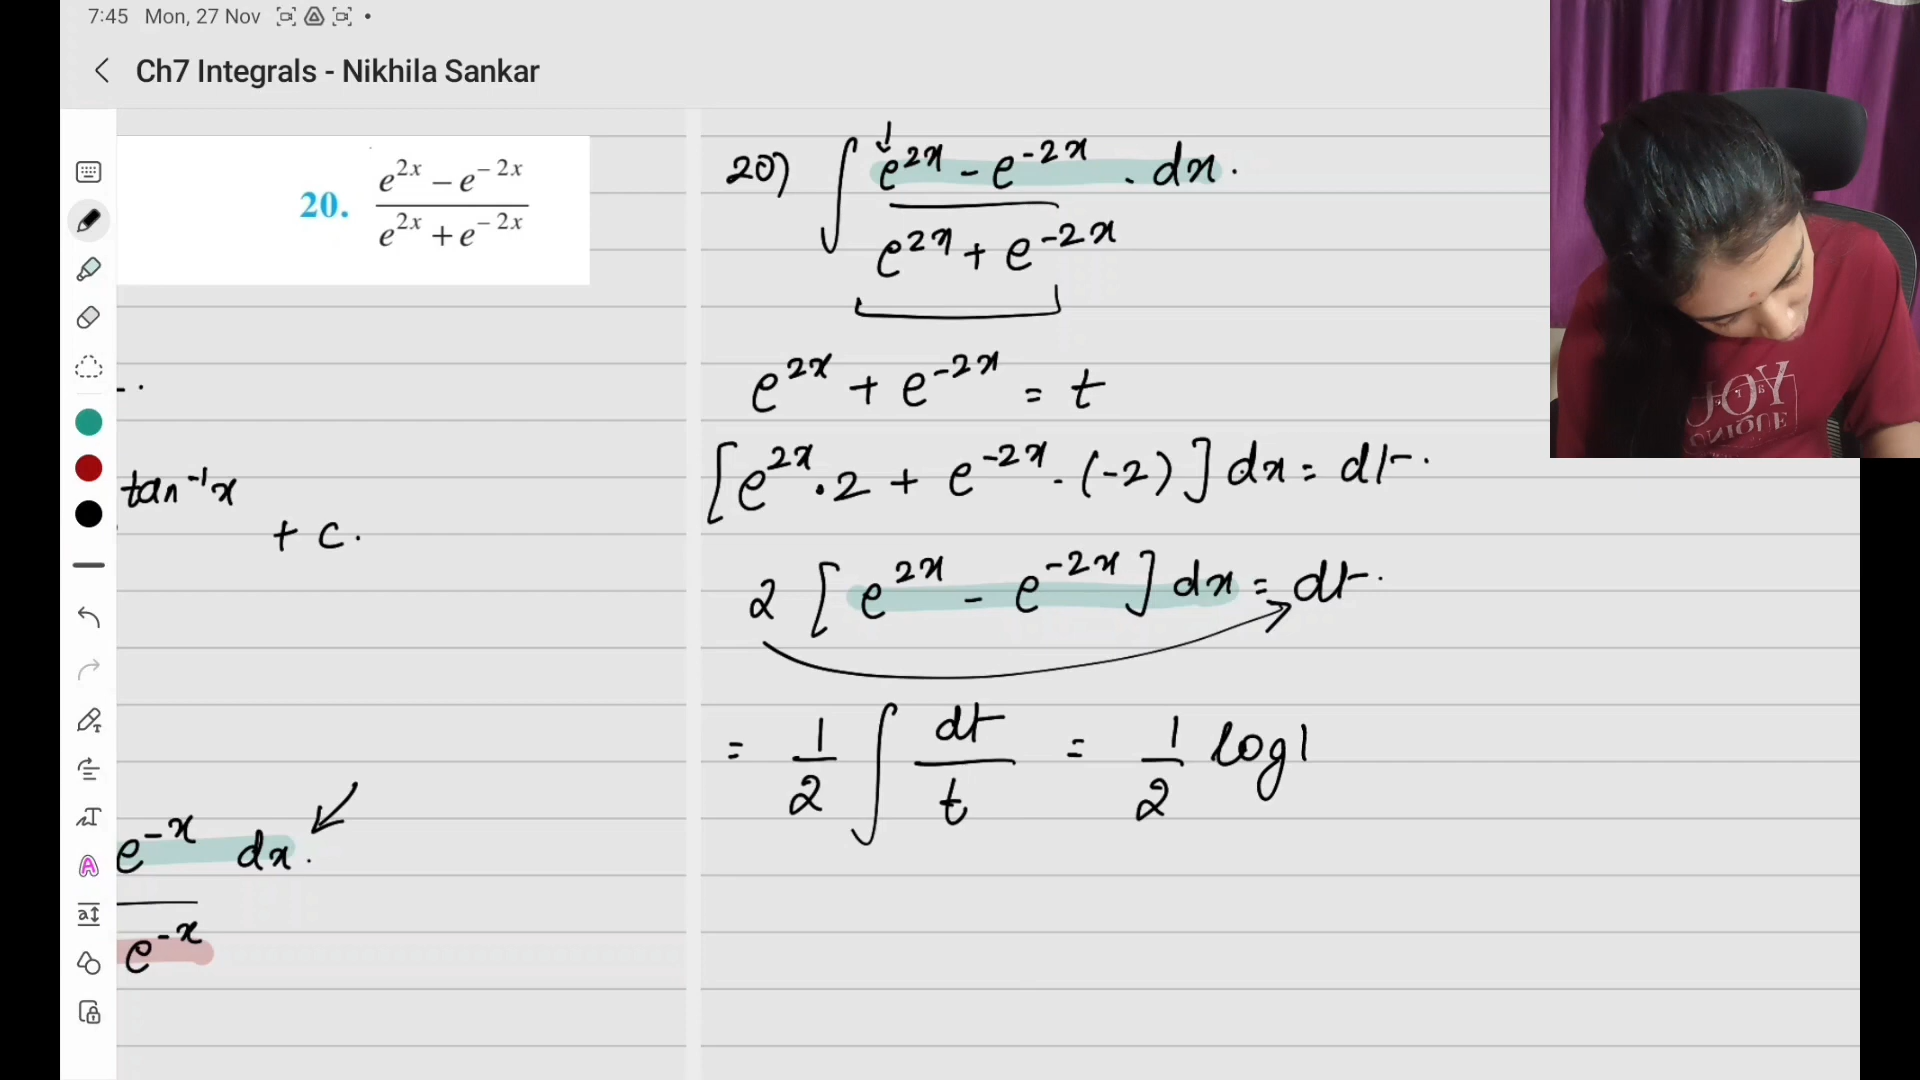 7:45 Mon, 27 Nov
Ch7 Integrals - Nikhila Sankar
20. e^{2x} − e^{−2x} / e^{2x} + e^{−2x}
tan⁻¹x
+ c.
e^{-x} dx.
e^{-x}
20) ∫ e^{2x} - e^{-2x} . dx.
e^{2x} + e^{-2x}
e^{2x} + e^{-2x} = t
[e^{2x}.2 + e^{-2x}.(-2)] dx = dt.
2 [e^{2x} - e^{-2x}] dx = dt.
= 1/2 ∫ dt/t = 1/2 log|